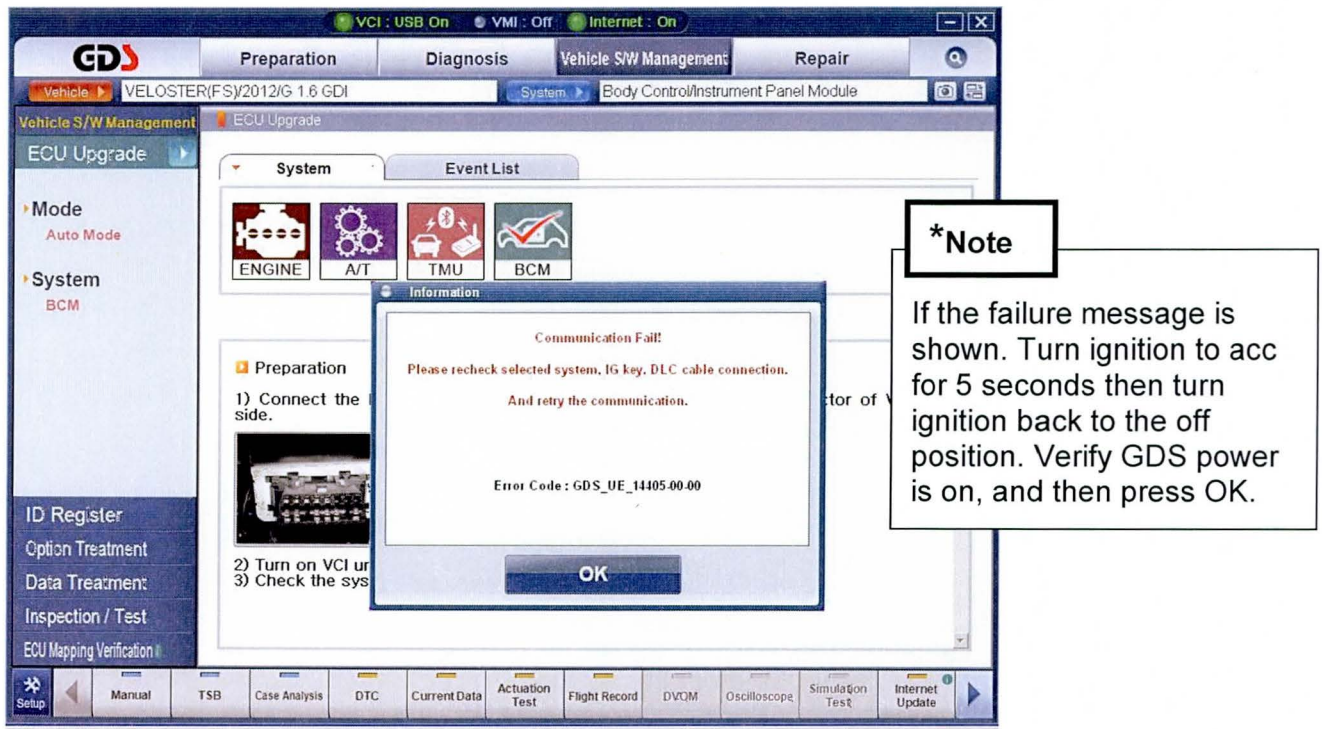 VCI : USB On VMI : Off Internet : On
GDS Preparation Diagnosis Vehicle S/W Management Repair
Vehicle VELOSTER(FS)/2012/G 1.6 GDI System Body Control/Instrument Panel Module
Vehicle S/W Management
ECU Upgrade
ECU Upgrade
System Event List
Mode
Auto Mode
System
BCM
ENGINE A/T TMU BCM
Information
Communication Fail!
Please recheck selected system, IG key, DLC cable connection.
And retry the communication.
Error Code : GDS_UE_14405-00-00
OK
Preparation
1) Connect the
side.
2) Turn on VCI
3) Check the
ID Register
Option Treatment
Data Treatment
Inspection / Test
ECU Mapping Verification
Setup Manual TSB Case Analysis DTC Current Data Actuation Test Flight Record DVQM Oscilloscope Simulation Test Internet Update
*Note
If the failure message is
shown. Turn ignition to acc
for 5 seconds then turn
ignition back to the off
position. Verify GDS power
is on, and then press OK.